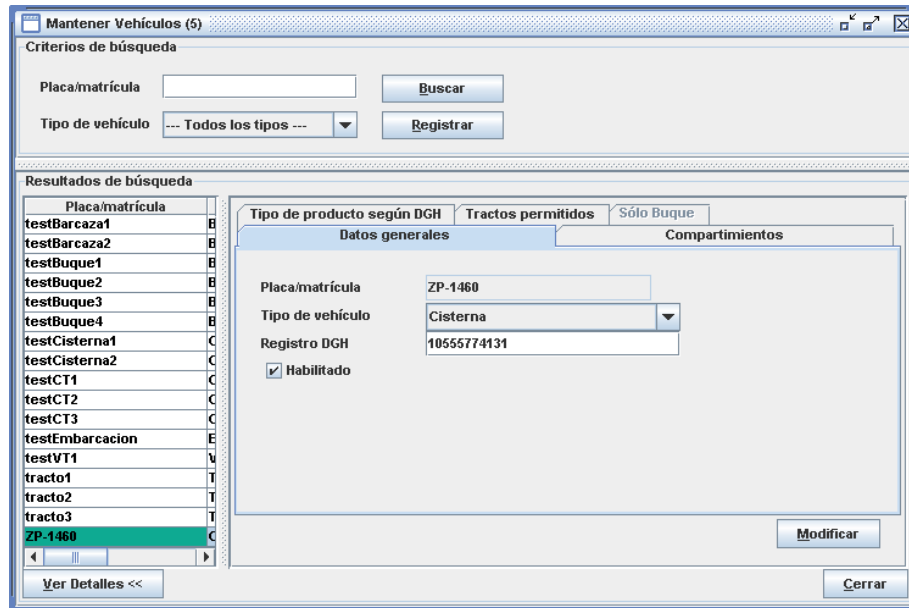 Mantener Vehículos (5)
Criterios de búsqueda
Placa/matrícula
Buscar
Tipo de vehículo --- Todos los tipos ---
Registrar
Resultados de búsqueda
Placa/matrícula
testBarcaza1 B
testBarcaza2 B
testBuque1 B
testBuque2 B
testBuque3 B
testBuque4 B
testCisterna1 C
testCisterna2 C
testCT1 C
testCT2 C
testCT3 C
testEmbarcacion E
testVT1 V
tracto1 T
tracto2 T
tracto3 T
ZP-1460 C
Tipo de producto según DGH Tractos permitidos Sólo Buque
Datos generales Compartimientos
Placa/matrícula ZP-1460
Tipo de vehículo Cisterna
Registro DGH 10555774131
Habilitado
Modificar
Ver Detalles <<
Cerrar